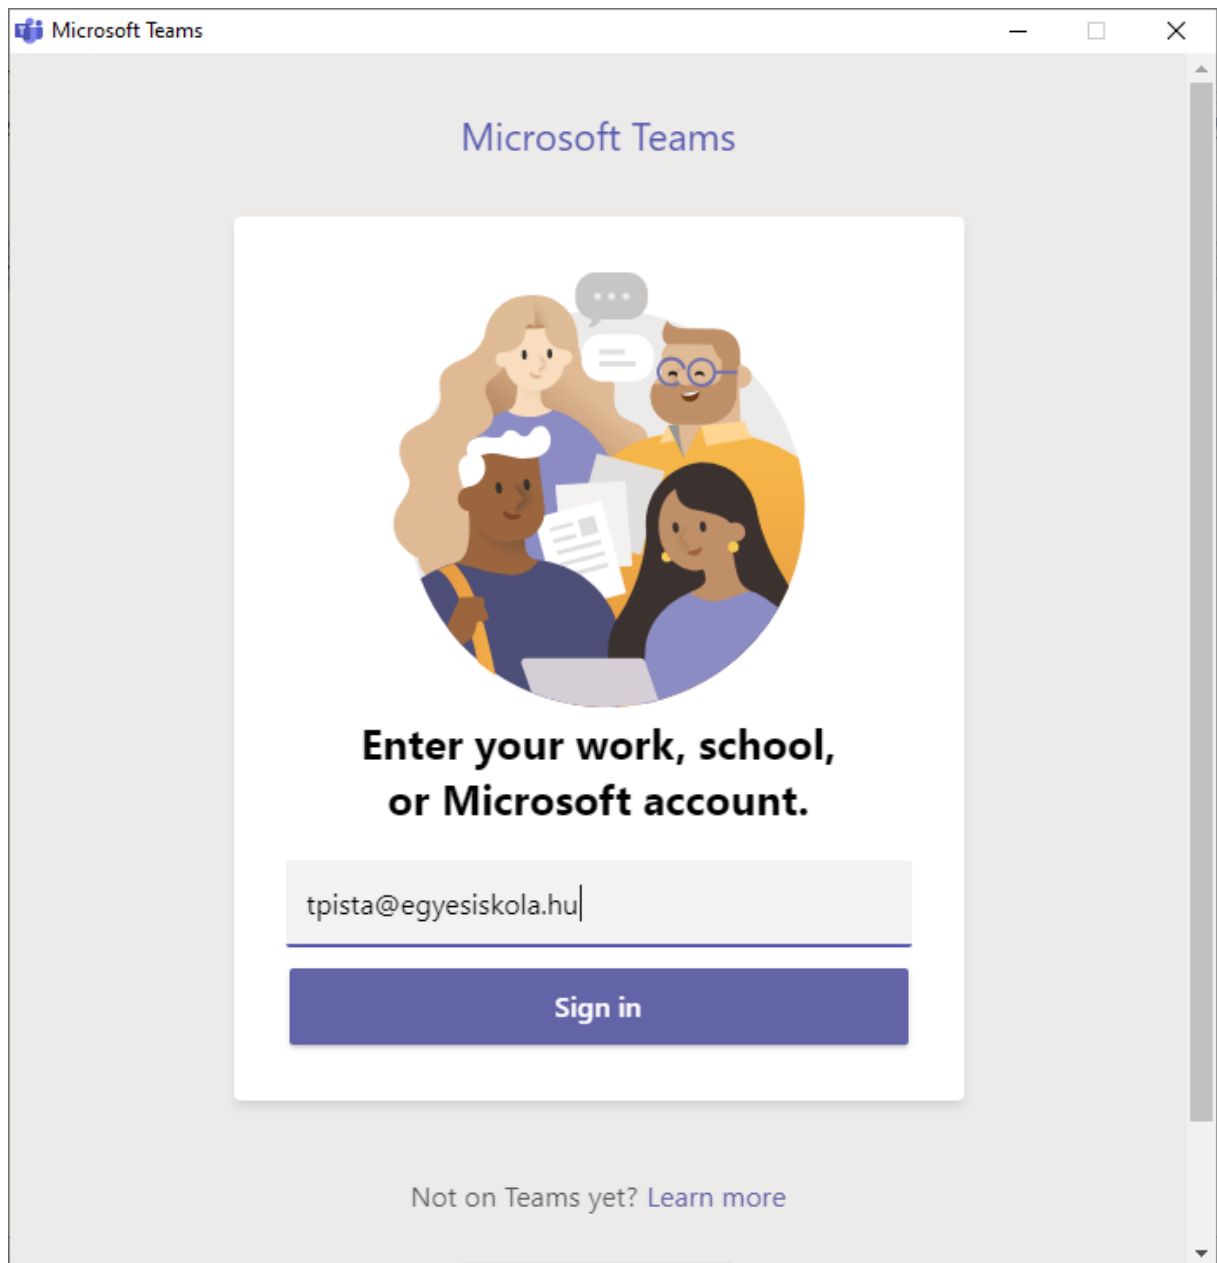 Microsoft Teams
Microsoft Teams
Enter your work, school,
or Microsoft account.
tpista@egyesiskola.hu
Sign in
Not on Teams yet? Learn more